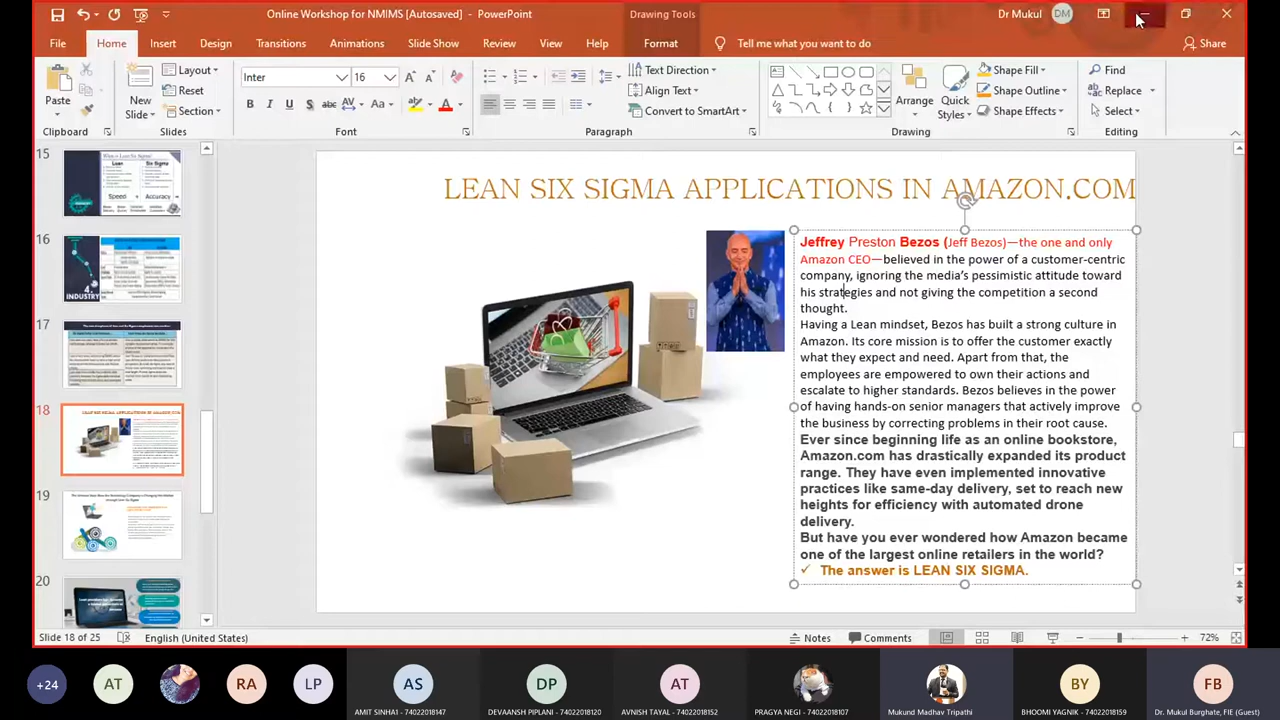 Online Workshop for NMIMS [Autosaved] - PowerPoint
Drawing Tools
Dr Mukul
DM
File
Home
Insert
Design
Transitions
Animations
Slide Show
Review
View
Help
Format
Tell me what you want to do
Share
Paste
New
Slide
Layout
Reset
Section
Inter
16
Text Direction
Align Text
Convert to SmartArt
Arrange
Quick
Styles
Shape Fill
Shape Outline
Shape Effects
Find
Replace
Select
Clipboard
Slides
Font
Paragraph
Drawing
Editing
15
16
17
18
19
20
LEAN SIX SIGMA APPLICATIONS IN AMAZON.COM
Jeffrey Preston Bezos (Jeff Bezos)—the one and only
Amazon CEO—believed in the power of a customer-centric
company, ignoring the media's pessimistic attitude toward
his strategies and not giving the competition a second
thought.
Having a Lean mindset, Bezos has built a strong culture in
Amazon. Its core mission is to offer the customer exactly
what they expect and need. Apart from that, the
employees are empowered to own their actions and
escalate to higher standards. Bezos believes in the power
of having hands-on senior managers that actively improve
the business by correcting problems in their root cause.
Ever since beginning life as an online bookstore,
Amazon.com has drastically expanded its product
range. They have even implemented innovative
practices like same-day delivery, set to reach new
heights for efficiency with automated drone
delivery.
But have you ever wondered how Amazon became
one of the largest online retailers in the world?
✓ The answer is LEAN SIX SIGMA.
Slide 18 of 25
English (United States)
Notes
Comments
72%
+24
AT
RA
LP
AS
AMIT SINHA1 - 74022018147
DP
DEVAANSH PIPLANI - 74022018120
AT
AVNISH TAYAL - 74022018152
PRAGYA NEGI - 74022018107
Mukund Madhav Tripathi
BY
BHOOMI YAGNIK - 74022018159
FB
Dr. Mukul Burghate, FIE (Guest)